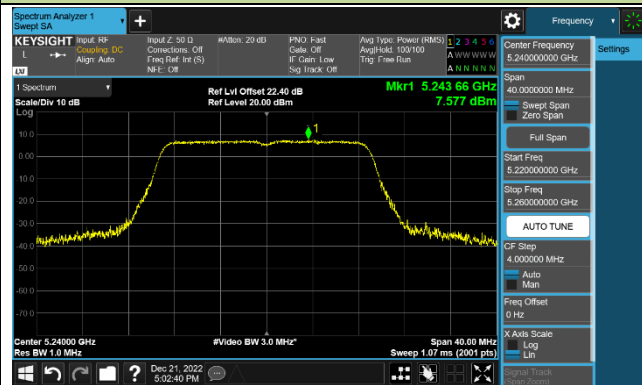 Spectrum Analyzer 1
Swept SA
Frequency
KEYSIGHT
L
LXI
Input: RF
Coupling: DC
Align: Auto
Input Z: 50 Ω
Corrections: Off
Freq Ref: Int (S)
NFE: Off
#Atten: 20 dB
PNO: Fast
Gate: Off
IF Gain: Low
Sig Track: Off
Avg Type: Power (RMS)
Avg|Hold: 100/100
Trig: Free Run
1 2 3 4 5 6
A W W W W W
A N N N N N
Center Frequency
5.240000000 GHz
Settings
1 Spectrum
Scale/Div 10 dB
Log
Ref Lvl Offset 22.40 dB
Ref Level 20.00 dBm
Mkr1 5.243 66 GHz
7.577 dBm
Span
40.0000000 MHz
Swept Span
Zero Span
Full Span
Start Freq
5.220000000 GHz
Stop Freq
5.260000000 GHz
AUTO TUNE
CF Step
4.000000 MHz
Auto
Man
Freq Offset
0 Hz
X Axis Scale
Log
Lin
Signal Track
(Span Zoom)
1
10.0
0.00
-10.0
-20.0
-30.0
-40.0
-50.0
-60.0
-70.0
Center 5.24000 GHz
Res BW 1.0 MHz
#Video BW 3.0 MHz*
Span 40.00 MHz
Sweep 1.07 ms (2001 pts)
?
Dec 21, 2022
5:02:40 PM